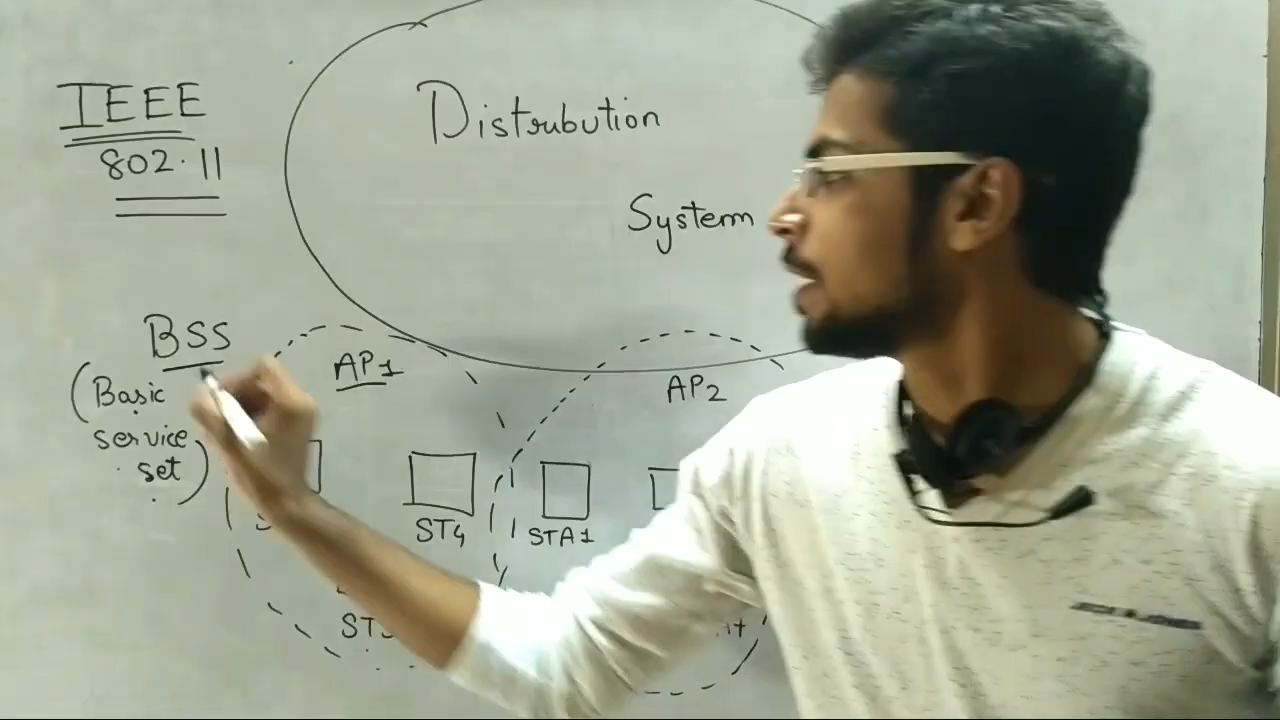 IEEE
802.11
Distrubution
System
BSS
(Basic
service
set)
AP1
AP2
ST4
STA1